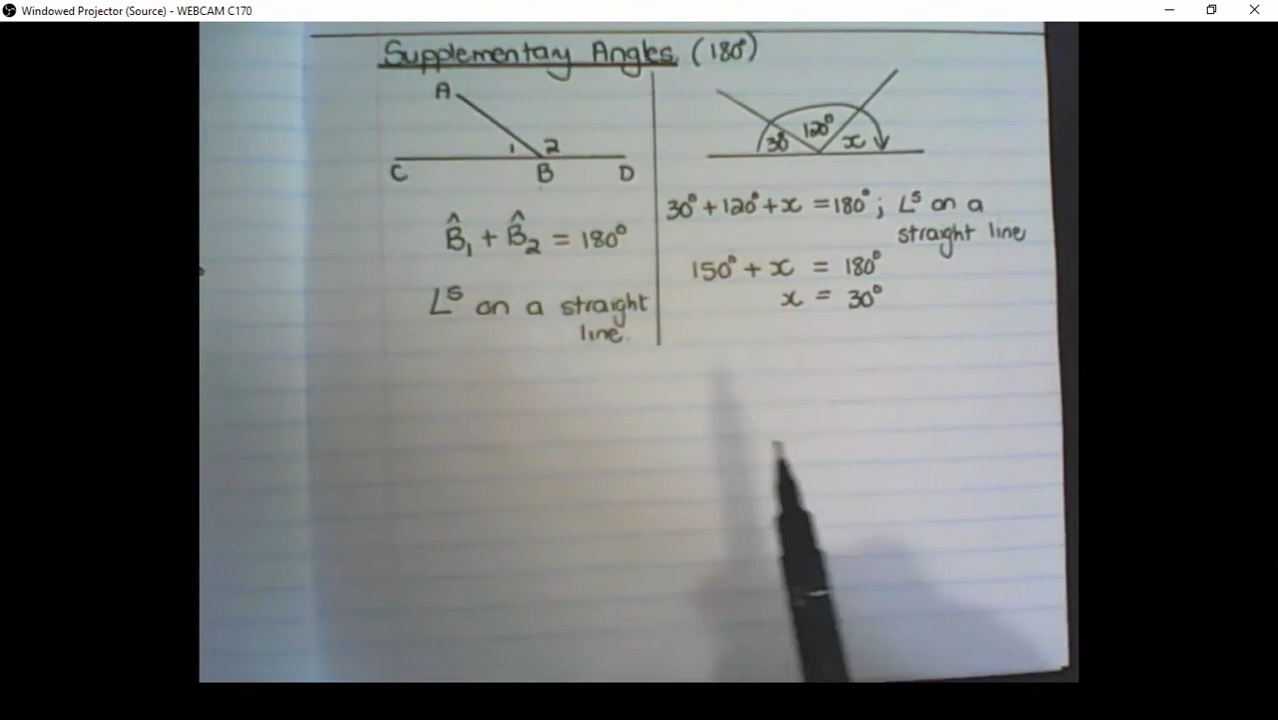 Windowed Projector (Source) - WEBCAM C170
Supplementary Angles (180°)
A
1 2
C B D
B̂₁ + B̂₂ = 180°
∠ˢ on a straight
line.
30° 120° x
30° + 120° + x = 180° ; ∠ˢ on a
straight line
150° + x = 180°
x = 30°